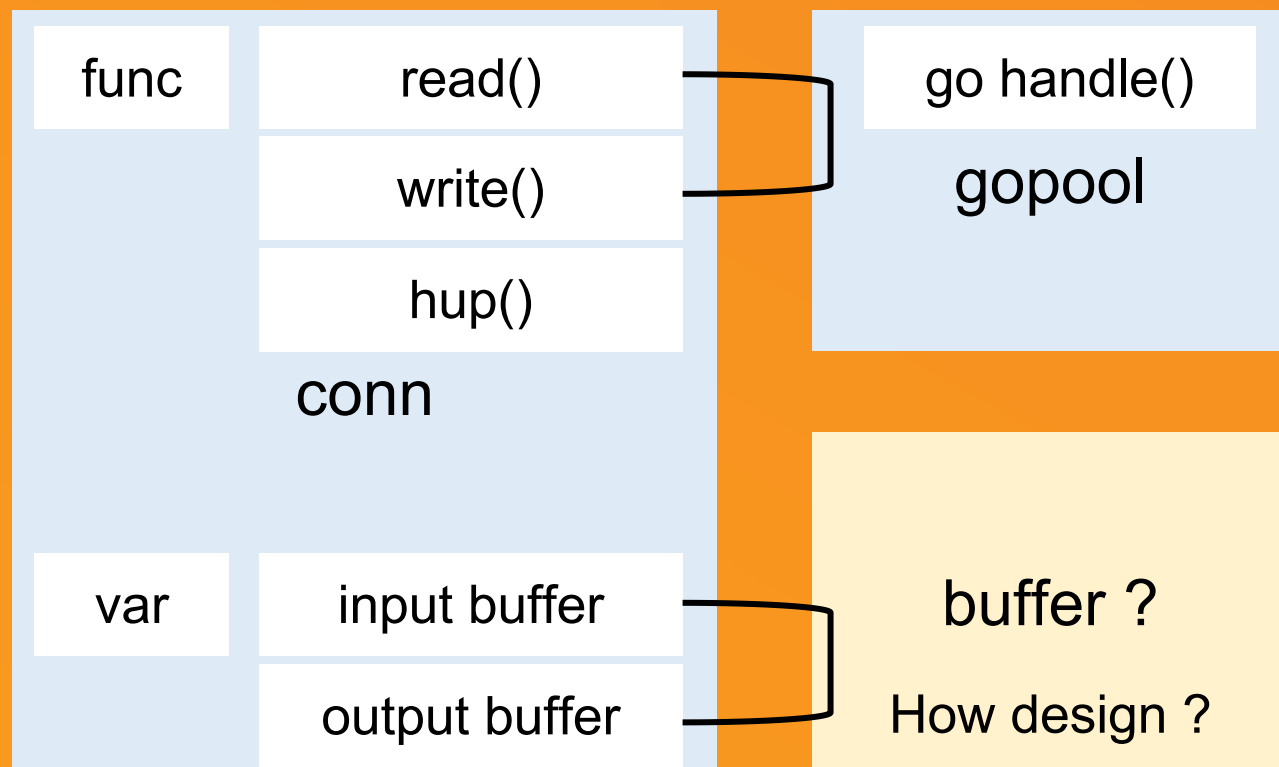 func
read()
write()
hup()
conn
go handle()
gopool
var
input buffer
output buffer
buffer ?
How design ?